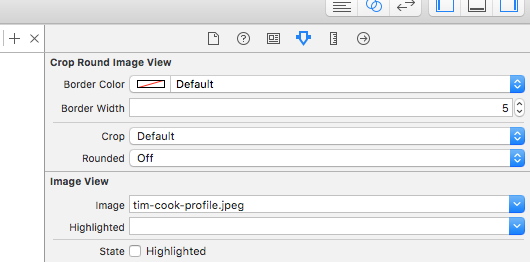 Crop Round Image View
Border Color Default
Border Width 5
Crop Default
Rounded Off
Image View
Image tim-cook-profile.jpeg
Highlighted
State Highlighted